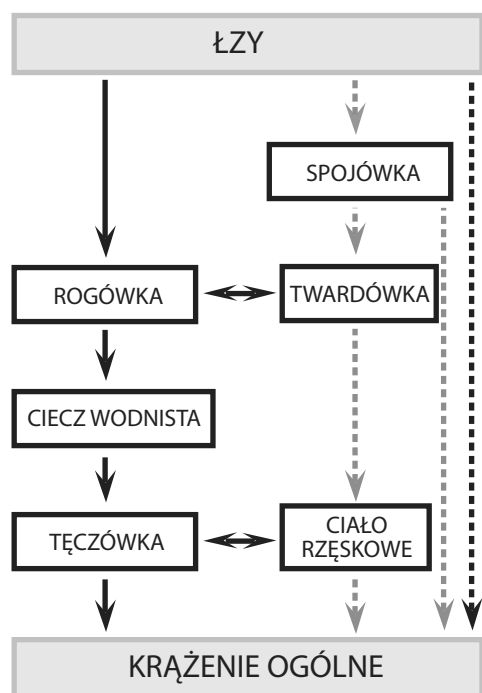 ŁZY
SPOJÓWKA
ROGÓWKA
TWARDÓWKA
CIECZ WODNISTA
TĘCZÓWKA
CIAŁO
RZĘSKOWE
KRĄŻENIE OGÓLNE